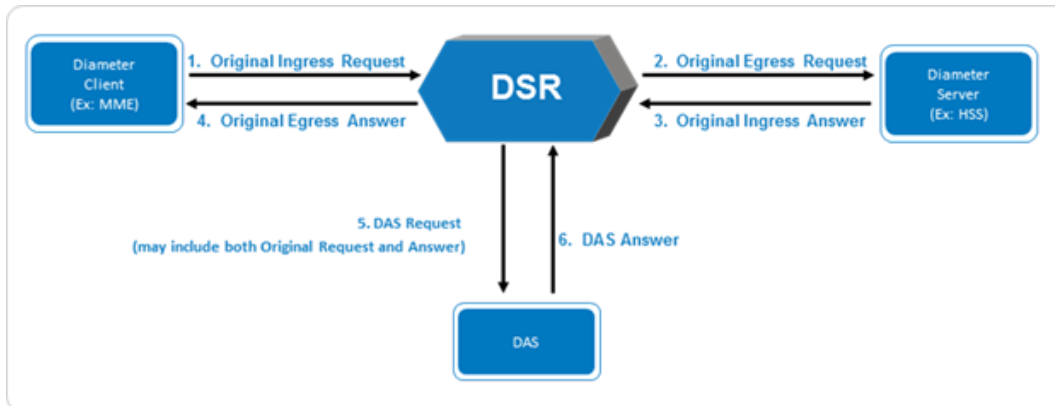 Diameter
Client
(Ex: MME)
1. Original Ingress Request
4. Original Egress Answer
DSR
2. Original Egress Request
3. Original Ingress Answer
Diameter
Server
(Ex: HSS)
5. DAS Request
(may include both Original Request and Answer)
6. DAS Answer
DAS